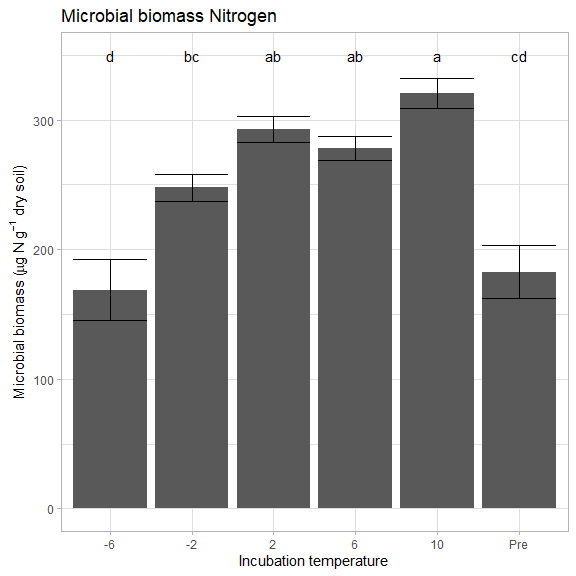 Microbial biomass Nitrogen
d bc ab ab a cd
Microbial biomass (μg N g⁻¹ dry soil)
300
200
100
0
-6 -2 2 6 10 Pre
Incubation temperature